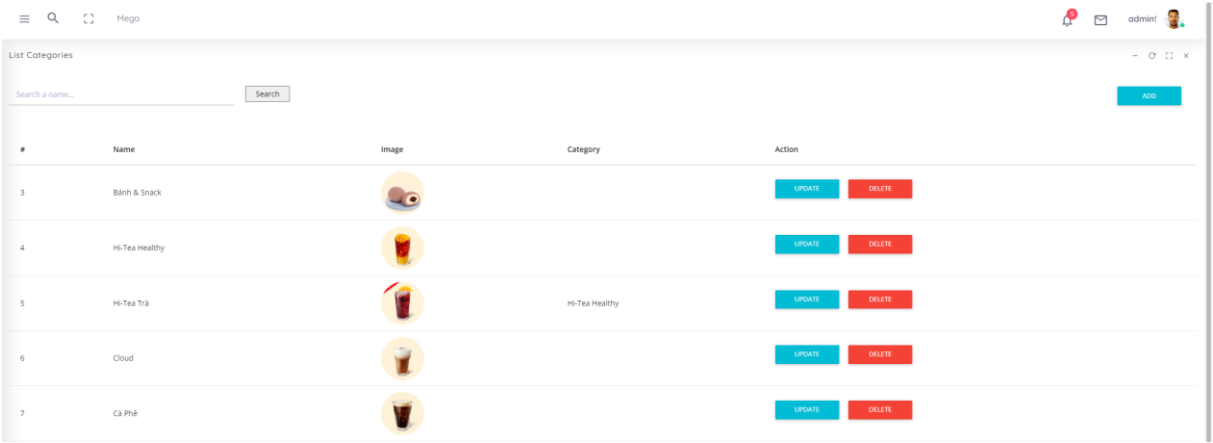 Mega
5
admin!
List Categories
Search a name...
Search
ADD
# Name Image Category Action
3 Bánh & Snack UPDATE DELETE
4 Hi-Tea Healthy UPDATE DELETE
5 Hi-Tea Trà Hi-Tea Healthy UPDATE DELETE
6 Cloud UPDATE DELETE
7 Cà Phê UPDATE DELETE